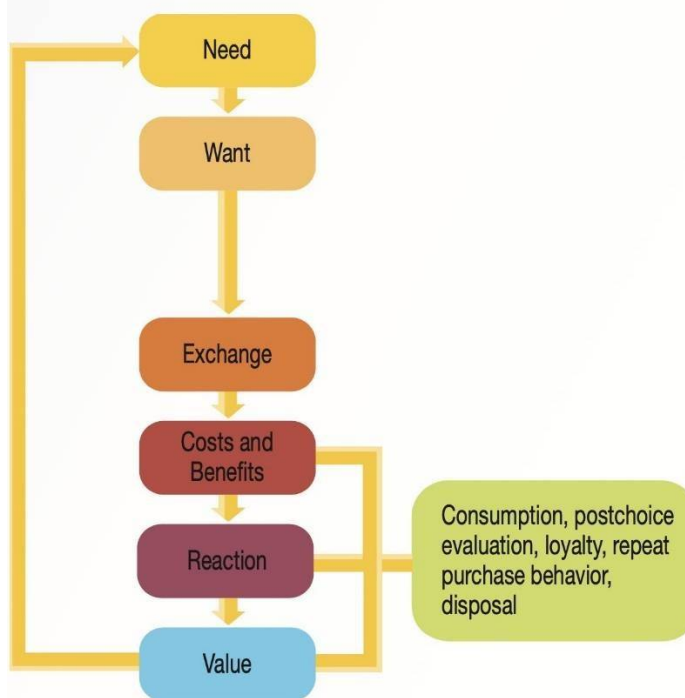 Need
Want
Exchange
Costs and
Benefits
Reaction
Value
Consumption, postchoice
evaluation, loyalty, repeat
purchase behavior,
disposal